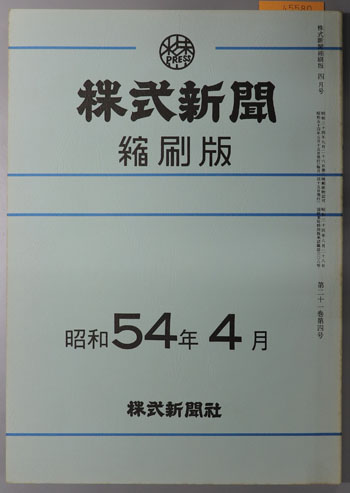 45580
PRESS
株式新聞
縮刷版
昭和54年4月
株式新聞社
株式新聞縮刷版 四月号
第二十一巻第四号